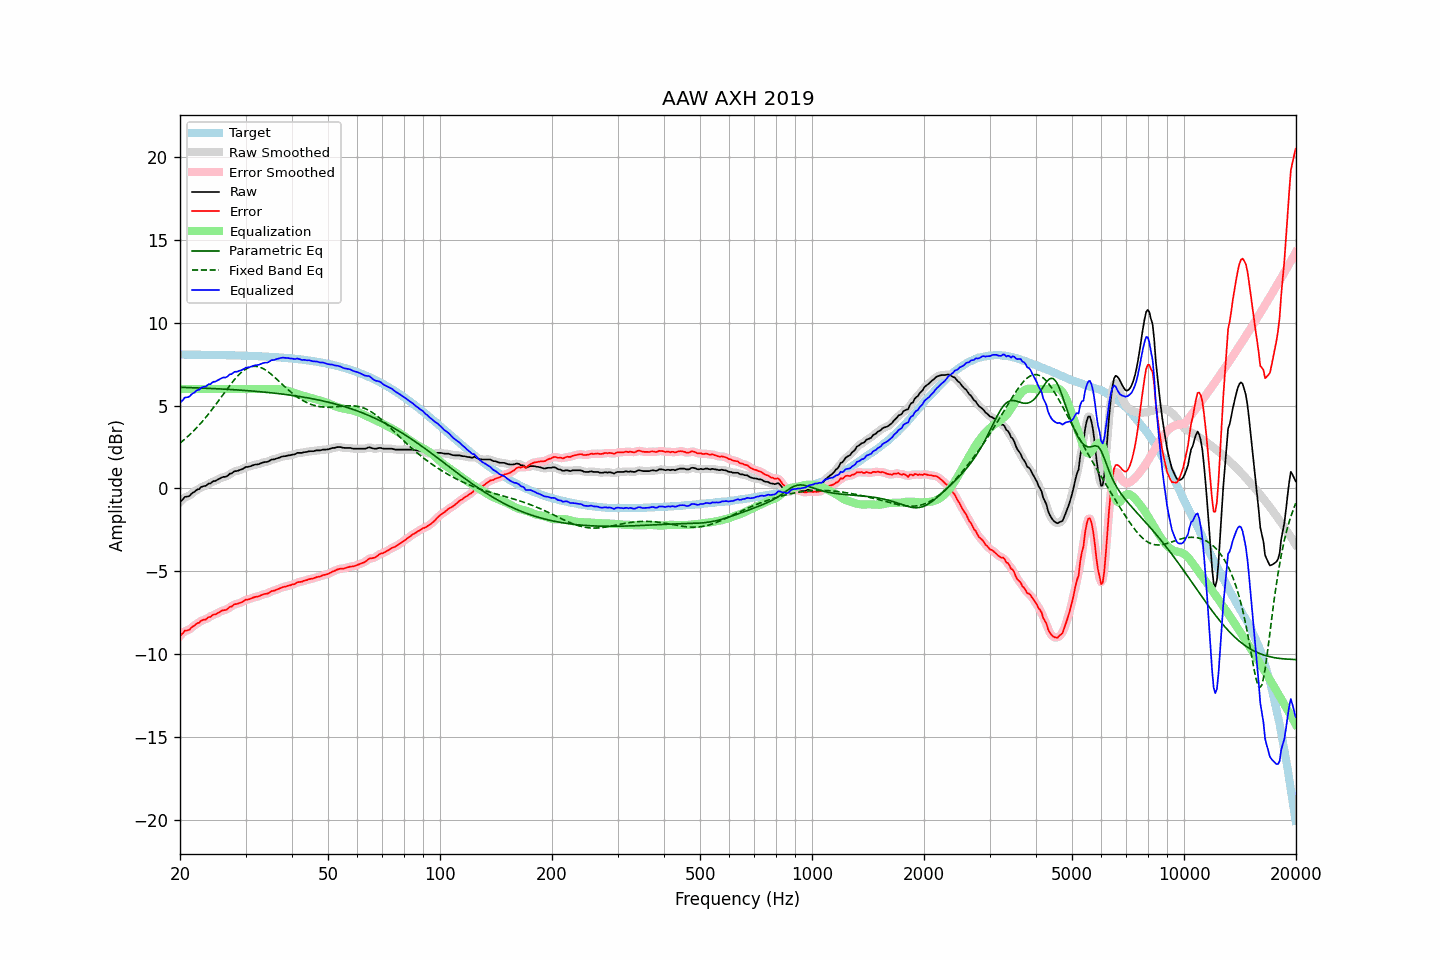 AAW AXH 2019
Target
Raw Smoothed
Error Smoothed
Raw
Error
Equalization
Parametric Eq
Fixed Band Eq
Equalized
Amplitude (dBr)
20
15
10
5
0
−5
−10
−15
−20
20 50 100 200 500 1000 2000 5000 10000 20000
Frequency (Hz)